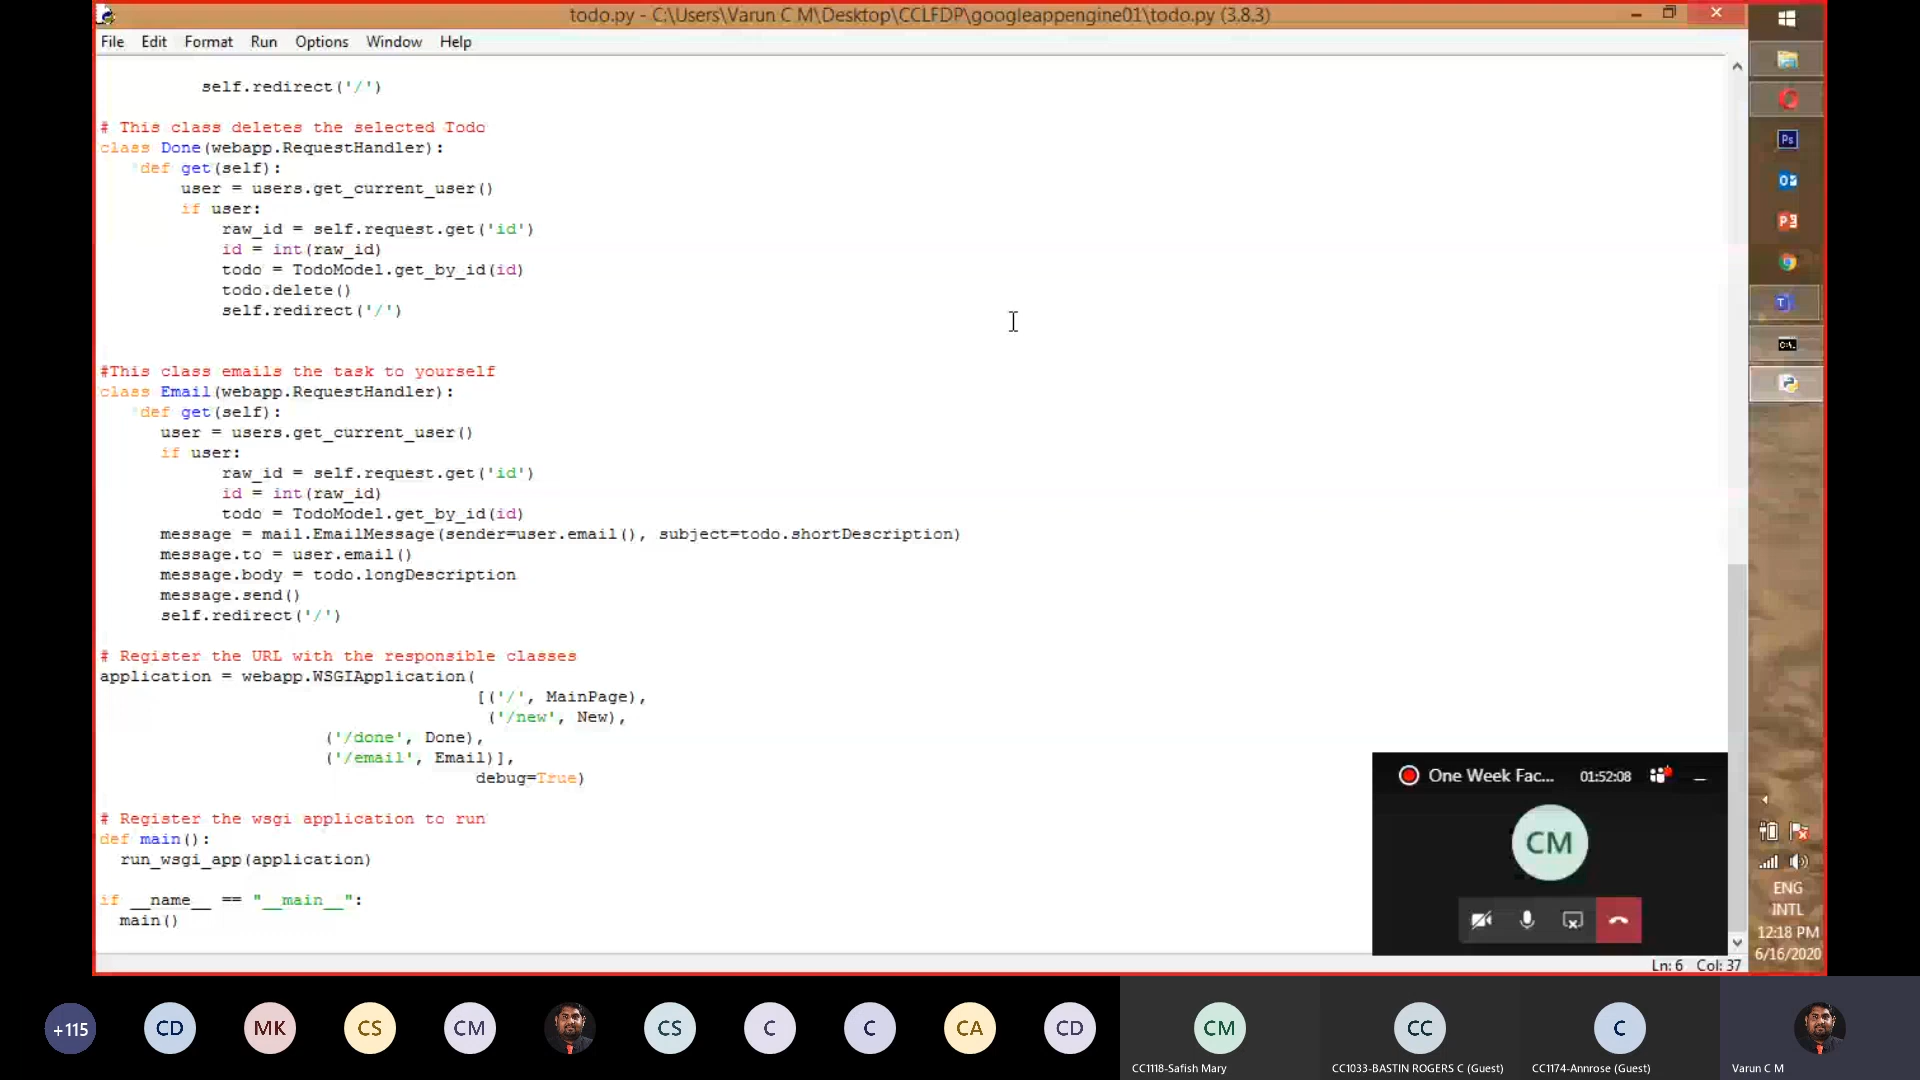 todo.py - C:\Users\Varun C M\Desktop\CCLFDP\googleappengine01\todo.py (3.8.3)
File Edit Format Run Options Window Help
self.redirect('/')
# This class deletes the selected Todo
class Done(webapp.RequestHandler):
def get(self):
user = users.get_current_user()
if user:
raw_id = self.request.get('id')
id = int(raw_id)
todo = TodoModel.get_by_id(id)
todo.delete()
self.redirect('/')
#This class emails the task to yourself
class Email(webapp.RequestHandler):
def get(self):
user = users.get_current_user()
if user:
raw_id = self.request.get('id')
id = int(raw_id)
todo = TodoModel.get_by_id(id)
message = mail.EmailMessage(sender=user.email(), subject=todo.shortDescription)
message.to = user.email()
message.body = todo.longDescription
message.send()
self.redirect('/')
# Register the URL with the responsible classes
application = webapp.WSGIApplication(
[('/', MainPage),
('/new', New),
('/done', Done),
('/email', Email)],
debug=True)
# Register the wsgi application to run
def main():
run_wsgi_app(application)
if __name__ == "__main__":
main()
Ln: 6 Col: 37
One Week Fac... 01:52:08
CM
Ps
ENG
INTL
12:18 PM
6/16/2020
+115 CD MK CS CM CS C C CA CD CM CC C
CC1118-Safish Mary CC1033-BASTIN ROGERS C (Guest) CC1174-Annrose (Guest) Varun C M